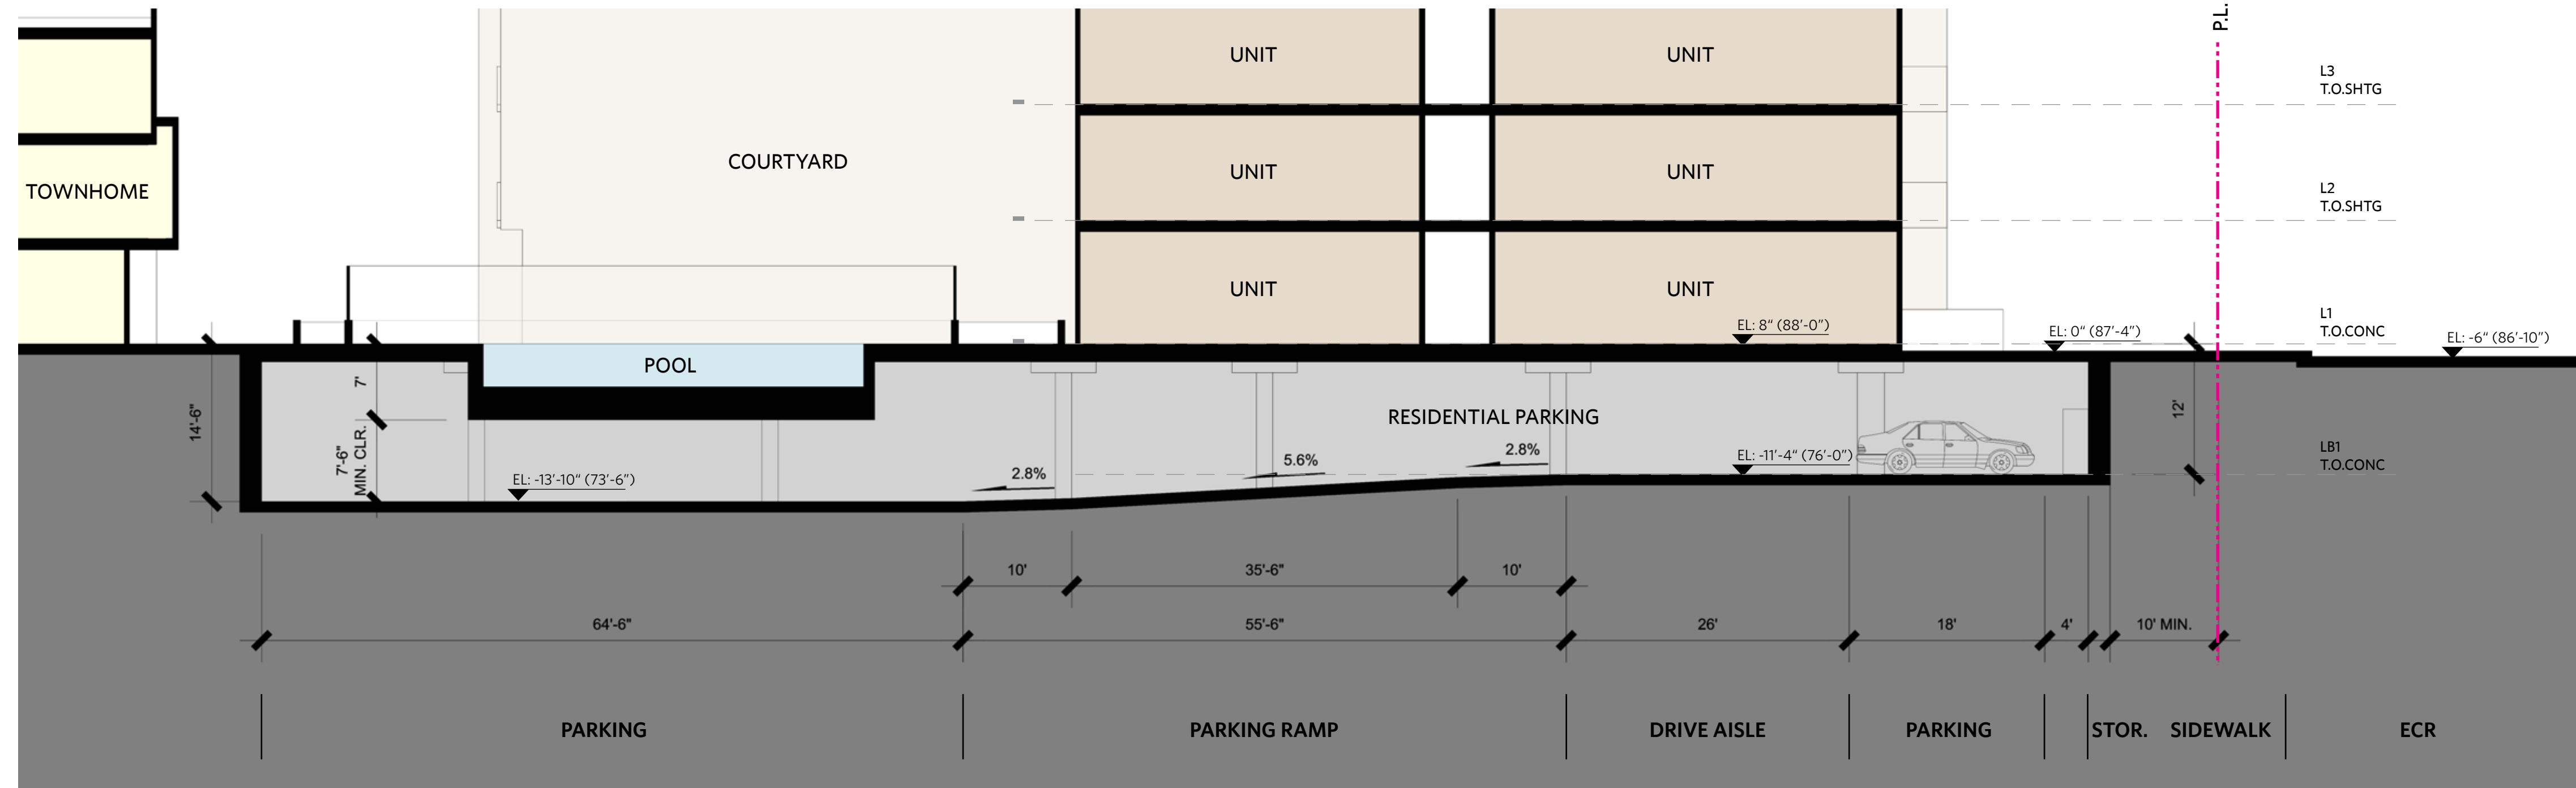 P.L.
UNIT
UNIT
L3
T.O.SHTG
COURTYARD
UNIT
UNIT
TOWNHOME
L2
T.O.SHTG
UNIT
UNIT
L1
T.O.CONC
EL: 8“ (88'-0”)
EL: 0“ (87'-4”)
EL: -6“ (86'-10”)
POOL
7'
14'-6"
12'
RESIDENTIAL PARKING
7'-6"
MIN. CLR.
2.8%
5.6%
2.8%
EL: -11'-4“ (76'-0”)
LB1
T.O.CONC
EL: -13'-10“ (73'-6”)
10'
35'-6"
10'
64'-6"
55'-6"
26'
18'
4'
10' MIN.
PARKING
PARKING RAMP
DRIVE AISLE
PARKING
STOR.
SIDEWALK
ECR